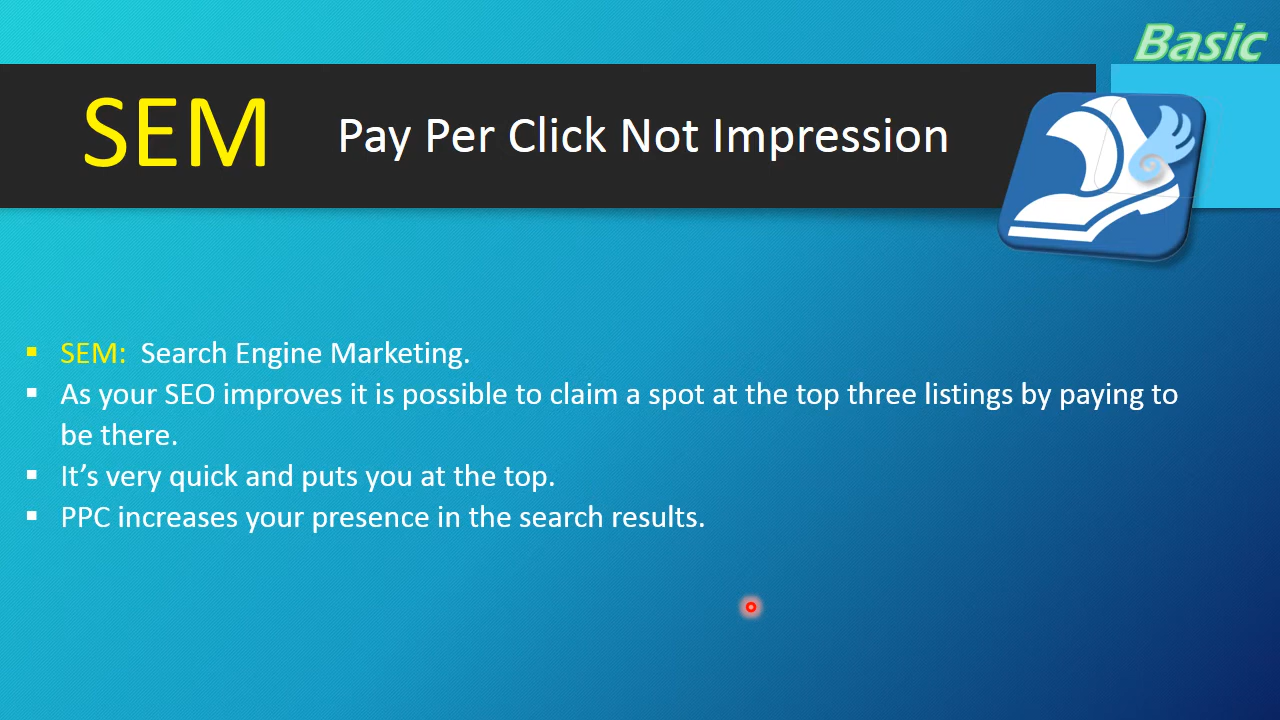 Basic
SEM Pay Per Click Not Impression
SEM: Search Engine Marketing.
As your SEO improves it is possible to claim a spot at the top three listings by paying to
be there.
It’s very quick and puts you at the top.
PPC increases your presence in the search results.